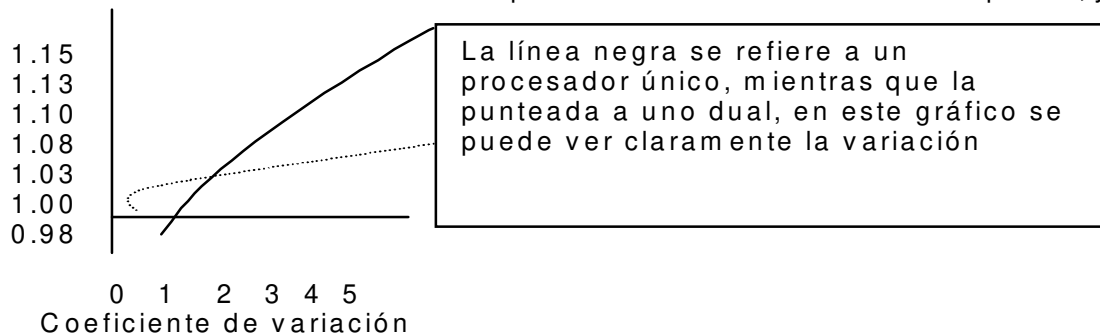 1.15
1.13
1.10
1.08
1.03
1.00
0.98
La línea negra se refiere a un
procesador único, mientras que la
punteada a uno dual, en este gráfico se
puede ver claramente la variación
0 1 2 3 4 5
Coeficiente de variación